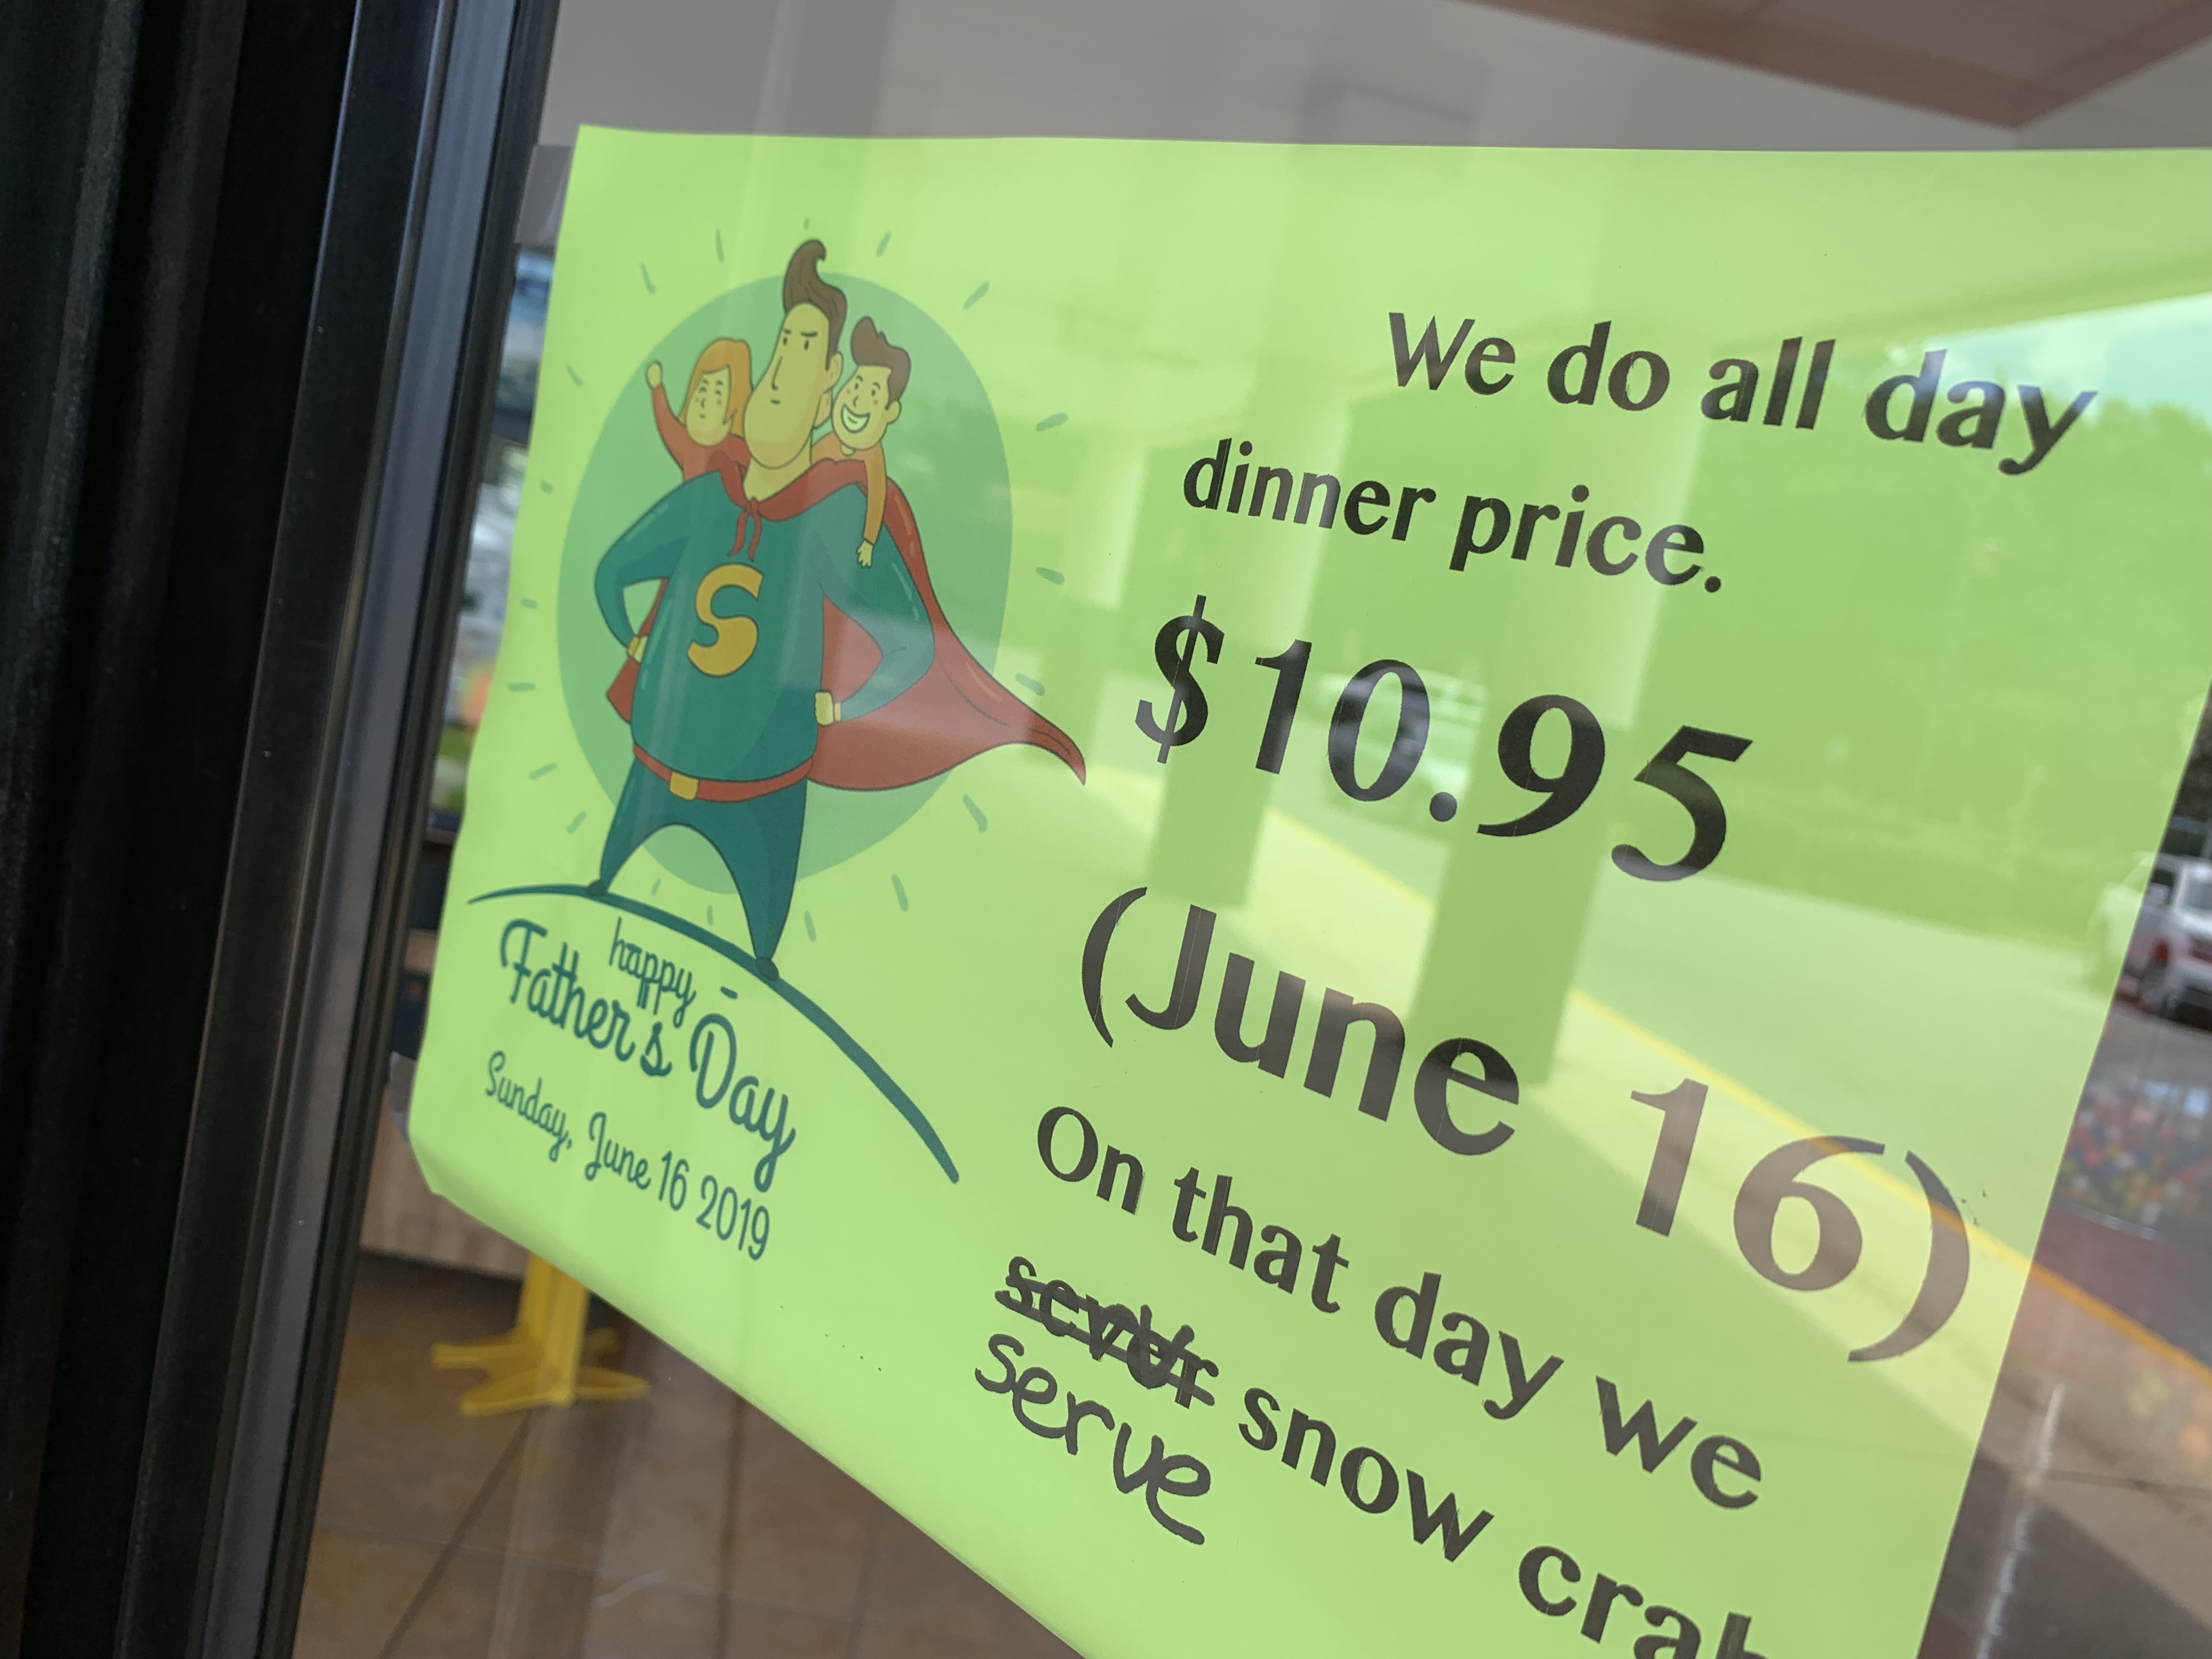 We do all day
dinner price.
$10.95
(June 16)
On that day we
snow crab
serve
S
happy
Father's Day
Sunday, June 16 2019